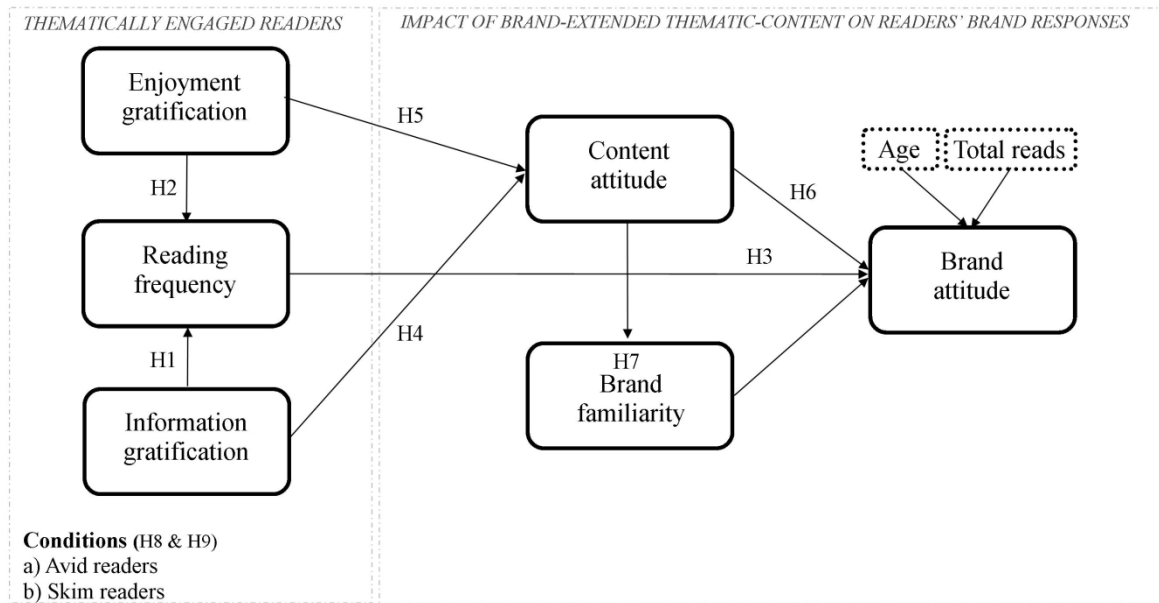 THEMATICALLY ENGAGED READERS
IMPACT OF BRAND-EXTENDED THEMATIC-CONTENT ON READERS' BRAND RESPONSES
Enjoyment
gratification
H5
H2
Content
attitude
Age
Total reads
H6
Reading
frequency
H3
Brand
attitude
H4
H1
H7
Brand
familiarity
Information
gratification
Conditions (H8 & H9)
a) Avid readers
b) Skim readers